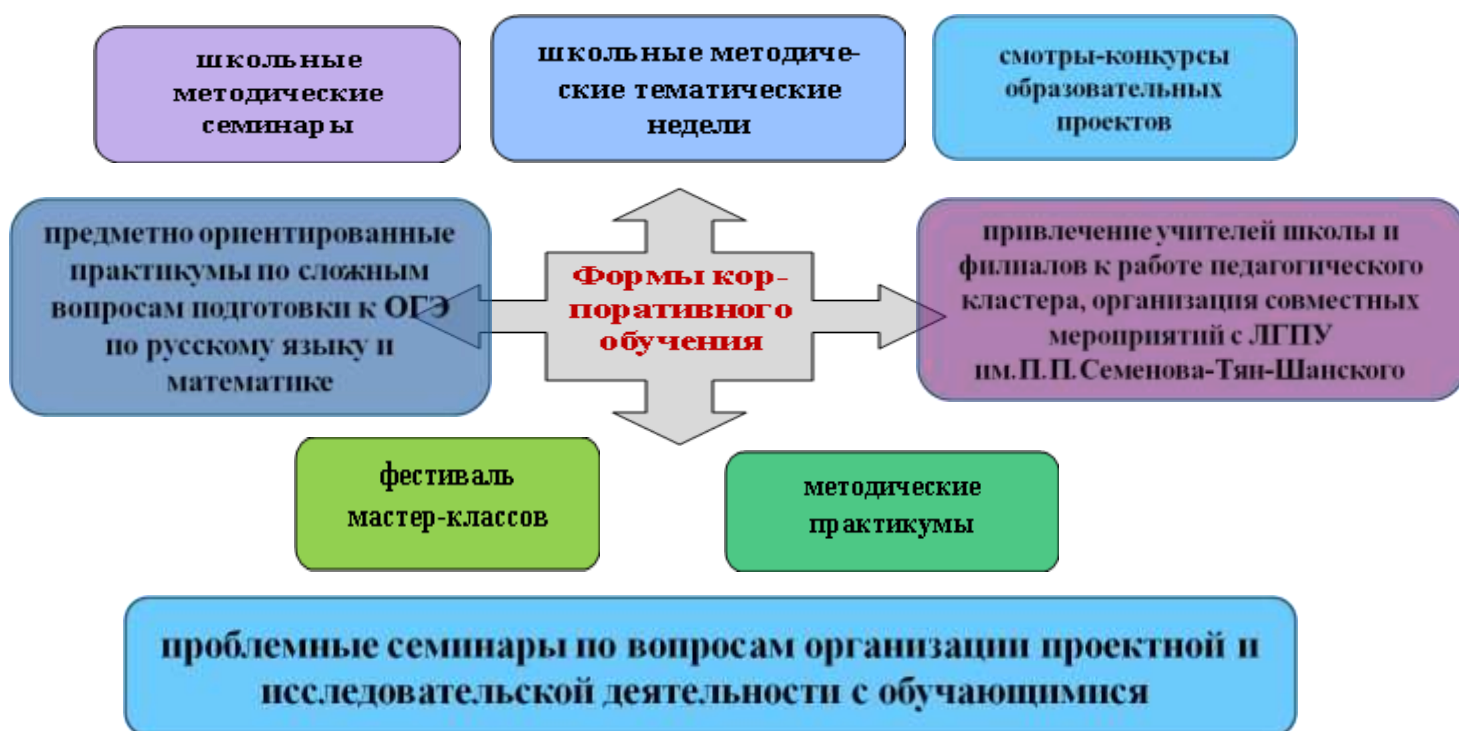 школьные
методические
семинары
школьные методиче-
ские тематические
недели
смотры-конкурсы
образовательных
проектов
предметно ориентированные
практикумы по сложным
вопросам подготовки к ОГЭ
по русскому языку и
математике
Формы кор-
поративного
обучения
привлечение учителей школы и
филиалов к работе педагогического
кластера, организация совместных
мероприятий с ЛГПУ
им.П.П.Семенова-Тян-Шанского
фестиваль
мастер-классов
методические
практикумы
проблемные семинары по вопросам организации проектной и
исследовательской деятельности с обучающимися